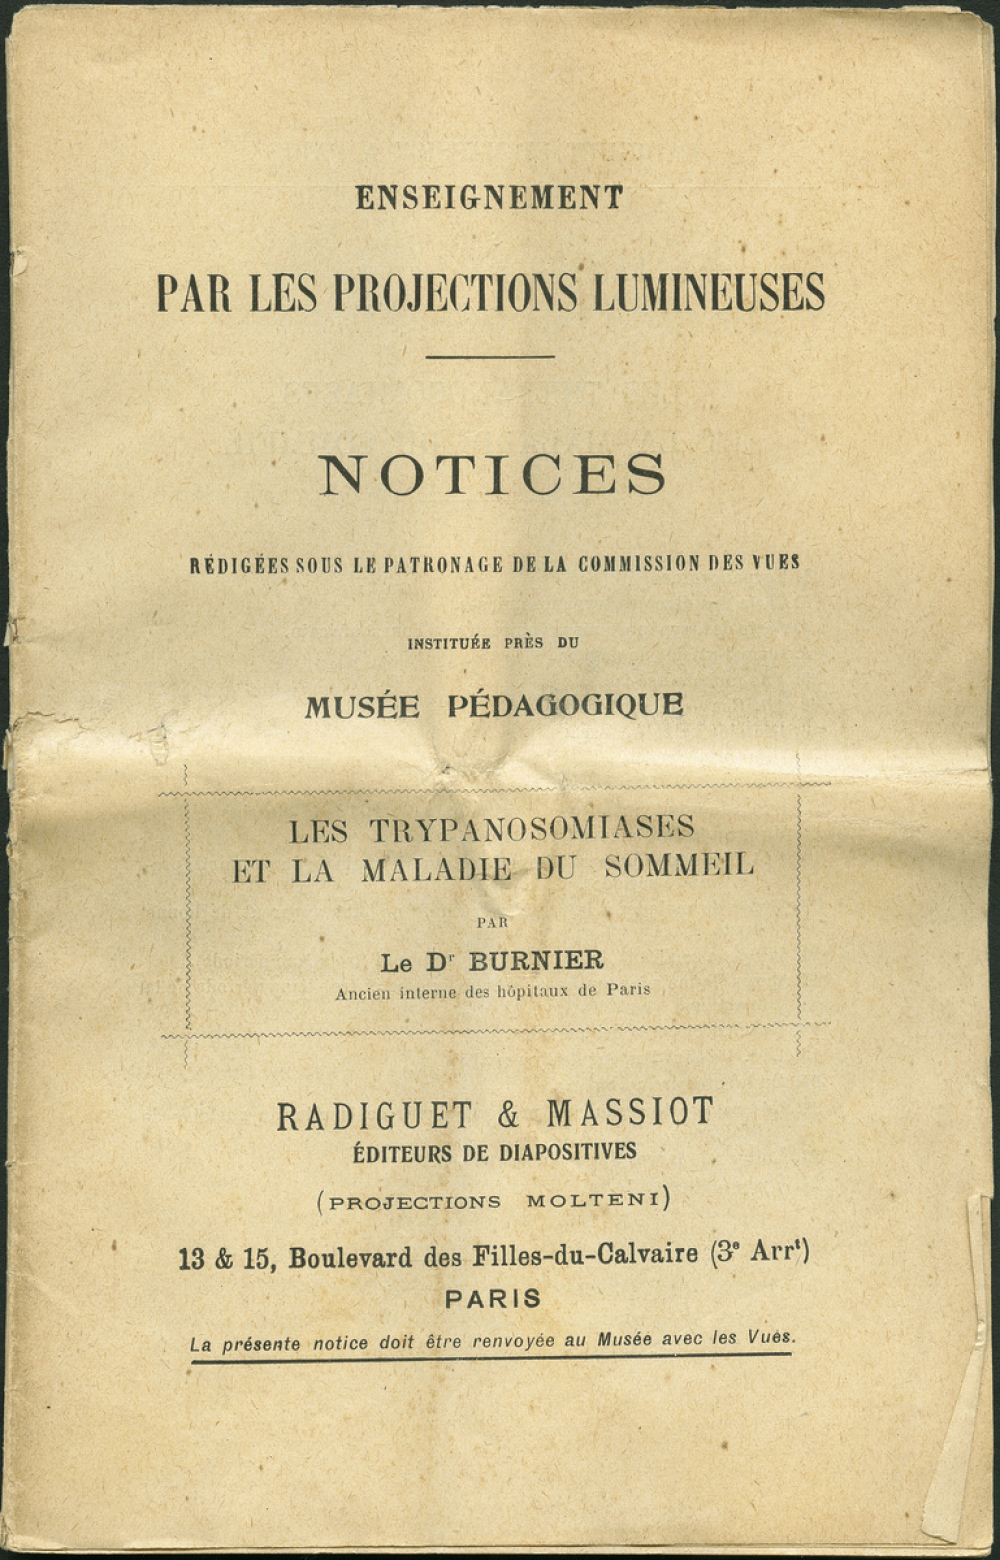 ENSEIGNEMENT
PAR LES PROJECTIONS LUMINEUSES
NOTICES
RÉDIGÉES SOUS LE PATRONAGE DE LA COMMISSION DES VUES
INSTITUÉE PRÈS DU
MUSÉE PÉDAGOGIQUE
LES TRYPANOSOMIASES
ET LA MALADIE DU SOMMEIL
PAR
Le Dr BURNIER
Ancien interne des hôpitaux de Paris
RADIGUET & MASSIOT
ÉDITEURS DE DIAPOSITIVES
(PROJECTIONS MOLTENI)
13 & 15, Boulevard des Filles-du-Calvaire (3e Arrt)
PARIS
La présente notice doit être renvoyée au Musée avec les Vues.